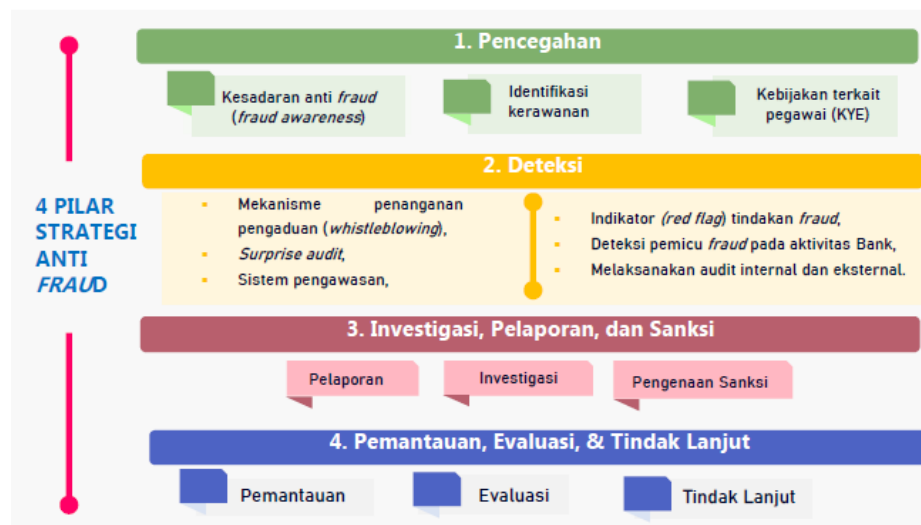 4 PILAR
STRATEGI
ANTI
FRAUD
1. Pencegahan
Kesadaran anti fraud
(fraud awareness)
Identifikasi
kerawanan
Kebijakan terkait
pegawai (KYE)
2. Deteksi
Mekanisme penanganan
pengaduan (whistleblowing),
Surprise audit,
Sistem pengawasan,
Indikator (red flag) tindakan fraud,
Deteksi pemicu fraud pada aktivitas Bank,
Melaksanakan audit internal dan eksternal.
3. Investigasi, Pelaporan, dan Sanksi
Pelaporan
Investigasi
Pengenaan Sanksi
4. Pemantauan, Evaluasi, & Tindak Lanjut
Pemantauan
Evaluasi
Tindak Lanjut